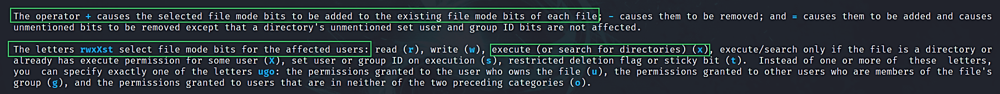 The operator + causes the selected file mode bits to be added to the existing file mode bits of each file; - causes them to be removed; and = causes them to be added and causes
unmentioned bits to be removed except that a directory's unmentioned set user and group ID bits are not affected.
The letters rwxXst select file mode bits for the affected users: read (r), write (w), execute (or search for directories) (x), execute/search only if the file is a directory or
already has execute permission for some user (X), set user or group ID on execution (s), restricted deletion flag or sticky bit (t).  Instead of one or more of  these  letters,
you  can specify exactly one of the letters ugo: the permissions granted to the user who owns the file (u), the permissions granted to other users who are members of the file's
group (g), and the permissions granted to users that are in neither of the two preceding categories (o).